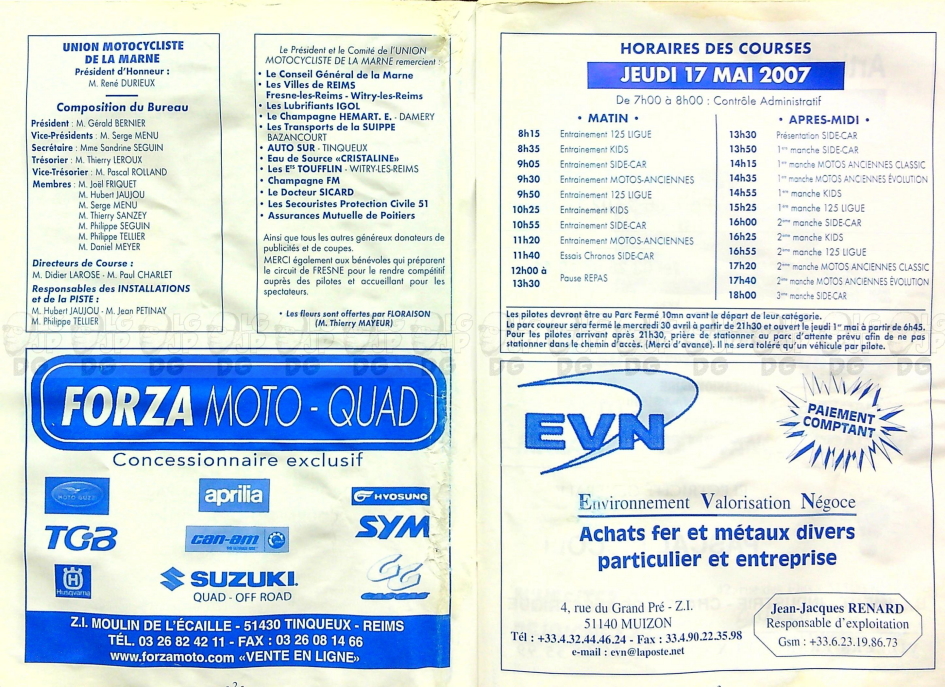 UNION MOTOCYCLISTE
DE LA MARNE
Président d'Honneur :
M. René DURIEUX
Composition du Bureau
Président : M. Gérald BERNIER
Vice-Présidents : M. Serge MENU
Secrétaire : Mme Sandrine SEGUIN
Trésorier : M. Thierry LEROUX
Vice-Trésorier : M. Pascal ROLLAND
Membres : M. Joël FRIQUET
M. Hubert JAUJOU
M. Serge MENU
M. Thierry SANZEY
M. Philippe SEGUIN
M. Philippe TELLIER
M. Daniel MEYER
Directeurs de Course :
M. Didier LAROSE - M. Paul CHARLET
Responsables des INSTALLATIONS
et de la PISTE :
M. Hubert JAUJOU - M. Jean PETINAY
M. Philippe TELLIER
Le Président et le Comité de l'UNION
MOTOCYCLISTE DE LA MARNE remercient :
• Le Conseil Général de la Marne
• Les Villes de REIMS
Fresne-les-Reims - Witry-les-Reims
• Les Lubrifiants IGOL
• Le Champagne HEMART. E. - DAMERY
• Les Transports de la SUIPPE
BAZANCOURT
• AUTO SUR - TINQUEUX
• Eau de Source «CRISTALINE»
• Les Ets TOUFFLIN - WITRY-LES-REIMS
• Champagne FM
• Le Docteur SICARD
• Les Secouristes Protection Civile 51
• Assurances Mutuelle de Poitiers
Ainsi que tous les autres généreux donateurs de
publicités et de coupes.
MERCI également aux bénévoles qui préparent
le circuit de FRESNE pour le rendre compétitif
auprès des pilotes et accueillant pour les
spectateurs.
• Les fleurs sont offertes par FLORAISON
(M. Thierry MAYEUR)
FORZA MOTO - QUAD
Concessionnaire exclusif
MOTO GUZZI
aprilia
HYOSUNG
TGB
can-am
SYM
Husqvarna
SUZUKI
QUAD - OFF ROAD
GAS GAS
Z.I. MOULIN DE L'ÉCAILLE - 51430 TINQUEUX - REIMS
TÉL. 03 26 82 42 11 - FAX : 03 26 08 14 66
www.forzamoto.com «VENTE EN LIGNE»
2
HORAIRES DES COURSES
JEUDI 17 MAI 2007
De 7h00 à 8h00 : Contrôle Administratif
• MATIN •
8h15 Entrainement 125 LIGUE
8h35 Entrainement KIDS
9h05 Entrainement SIDE-CAR
9h30 Entrainement MOTOS-ANCIENNES
9h50 Entrainement 125 LIGUE
10h25 Entrainement KIDS
10h55 Entrainement SIDE-CAR
11h20 Entrainement MOTOS-ANCIENNES
11h40 Essais Chronos SIDE-CAR
12h00 à
13h30 Pause REPAS
• APRES-MIDI •
13h30 Présentation SIDE-CAR
13h50 1ère manche SIDE-CAR
14h15 1ère manche MOTOS ANCIENNES CLASSIC
14h35 1ère manche MOTOS ANCIENNES ÉVOLUTION
14h55 1ère manche KIDS
15h25 1ère manche 125 LIGUE
16h00 2ème manche SIDE-CAR
16h25 2ème manche KIDS
16h55 2ème manche 125 LIGUE
17h20 2ème manche MOTOS ANCIENNES CLASSIC
17h40 2ème manche MOTOS ANCIENNES ÉVOLUTION
18h00 3ème manche SIDE-CAR
Les pilotes devront être au Parc Fermé 10mn avant le départ de leur catégorie.
Le parc coureur sera fermé le mercredi 30 avril à partir de 21h30 et ouvert le jeudi 1er mai à partir de 6h45.
Pour les pilotes arrivant après 21h30, prière de stationner au parc d'attente prévu afin de ne pas
stationner dans le chemin d'accès. (Merci d'avance). Il ne sera toléré qu'un véhicule par pilote.
EVN
PAIEMENT
COMPTANT
Environnement Valorisation Négoce
Achats fer et métaux divers
particulier et entreprise
4, rue du Grand Pré - Z.I.
51140 MUIZON
Tél : +33.4.32.44.46.24 - Fax : 33.4.90.22.35.98
e-mail : evn@laposte.net
Jean-Jacques RENARD
Responsable d'exploitation
Gsm : +33.6.23.19.86.73